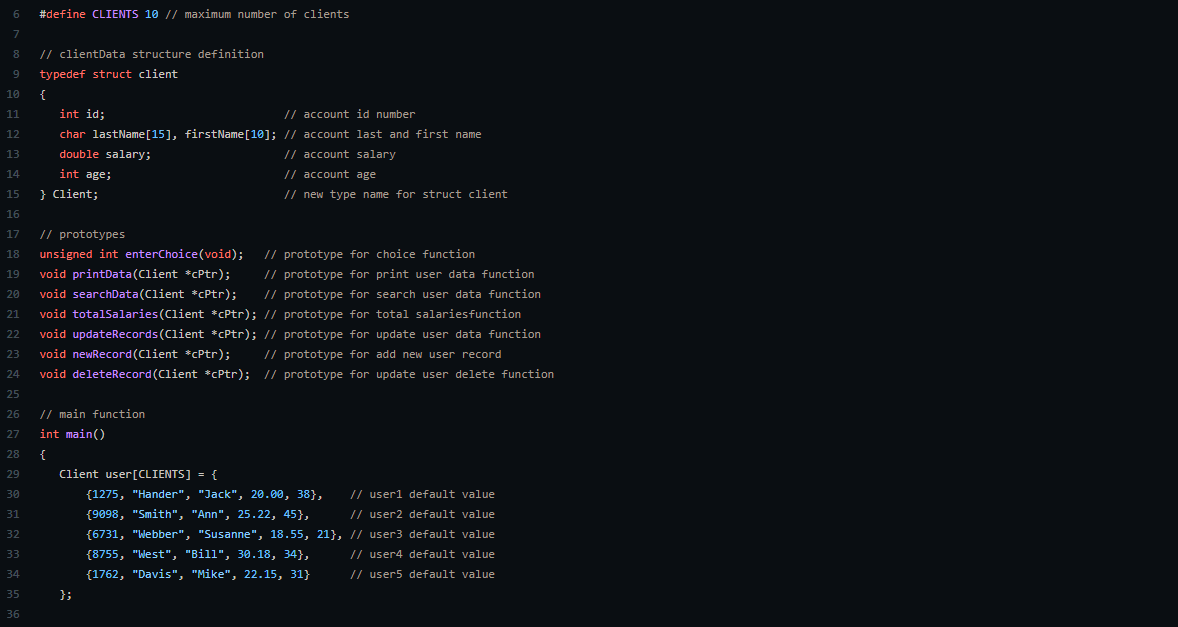 6 #define CLIENTS 10 // maximum number of clients
7
8 // clientData structure definition
9 typedef struct client
10 {
11    int id;                           // account id number
12    char lastName[15], firstName[10]; // account last and first name
13    double salary;                    // account salary
14    int age;                          // account age
15 } Client;                            // new type name for struct client
16
17 // prototypes
18 unsigned int enterChoice(void);   // prototype for choice function
19 void printData(Client *cPtr);     // prototype for print user data function
20 void searchData(Client *cPtr);    // prototype for search user data function
21 void totalSalaries(Client *cPtr); // prototype for total salariesfunction
22 void updateRecords(Client *cPtr); // prototype for update user data function
23 void newRecord(Client *cPtr);     // prototype for add new user record
24 void deleteRecord(Client *cPtr);  // prototype for update user delete function
25
26 // main function
27 int main()
28 {
29    Client user[CLIENTS] = {
30        {1275, "Hander", "Jack", 20.00, 38},    // user1 default value
31        {9098, "Smith", "Ann", 25.22, 45},      // user2 default value
32        {6731, "Webber", "Susanne", 18.55, 21}, // user3 default value
33        {8755, "West", "Bill", 30.18, 34},      // user4 default value
34        {1762, "Davis", "Mike", 22.15, 31}      // user5 default value
35    };
36